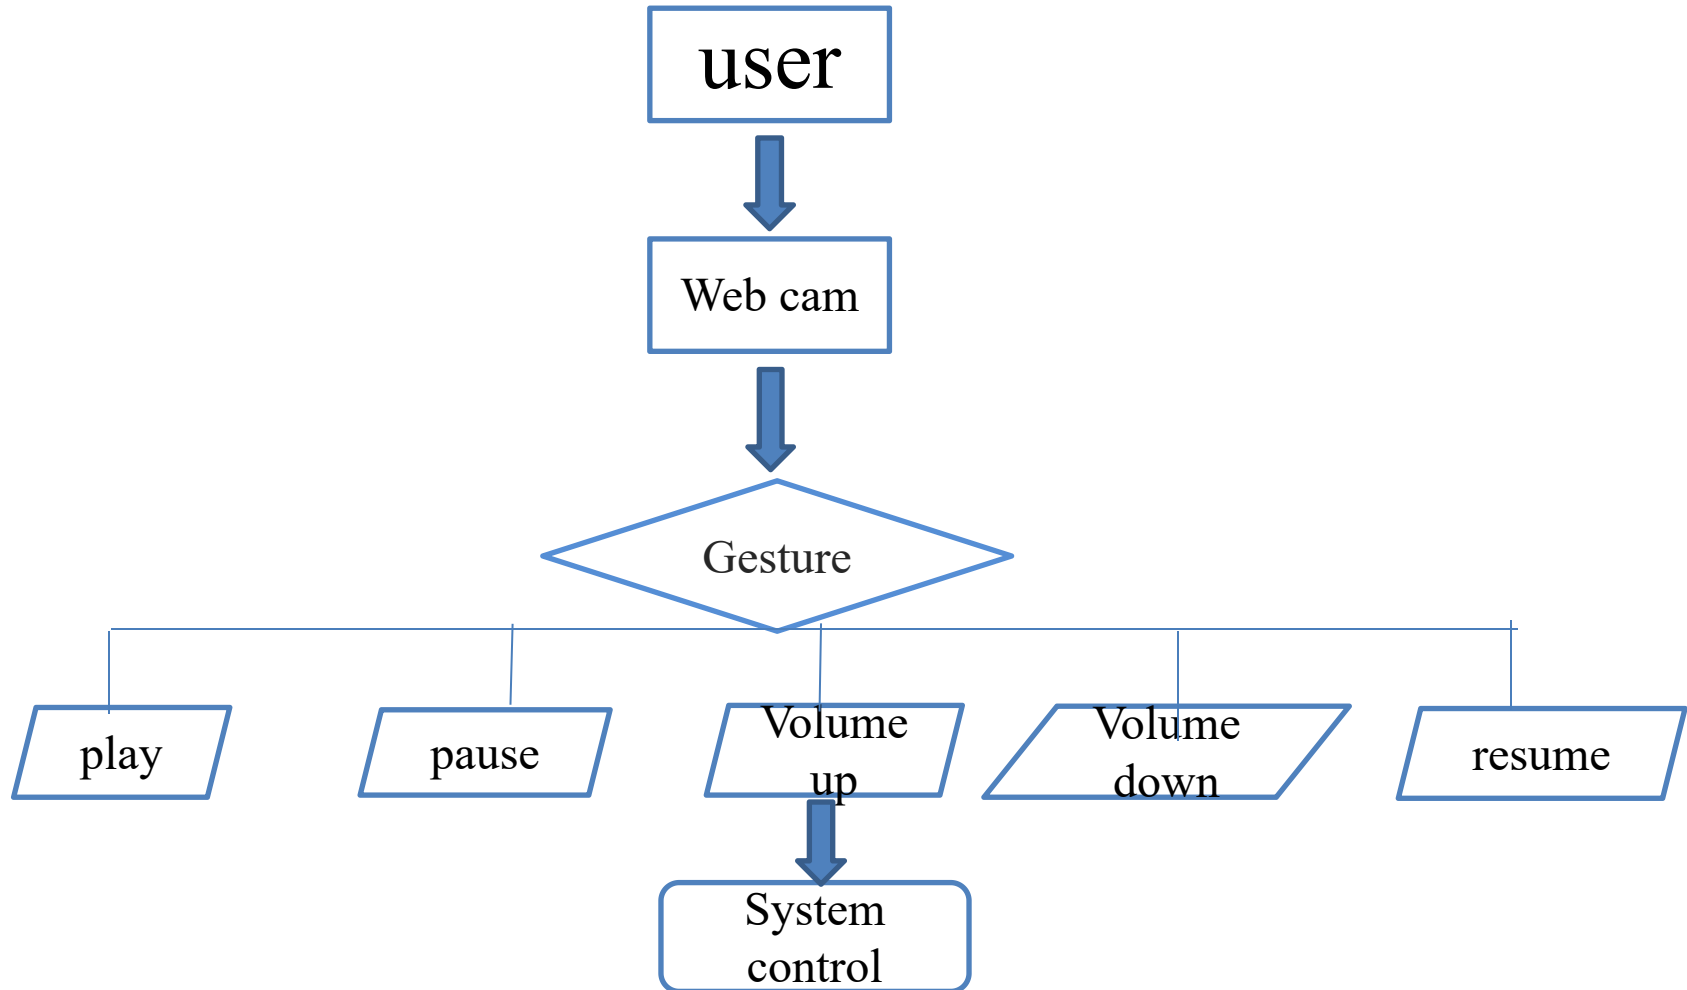 user
Web cam
Gesture
play
pause
Volume
up
Volume
down
resume
System
control